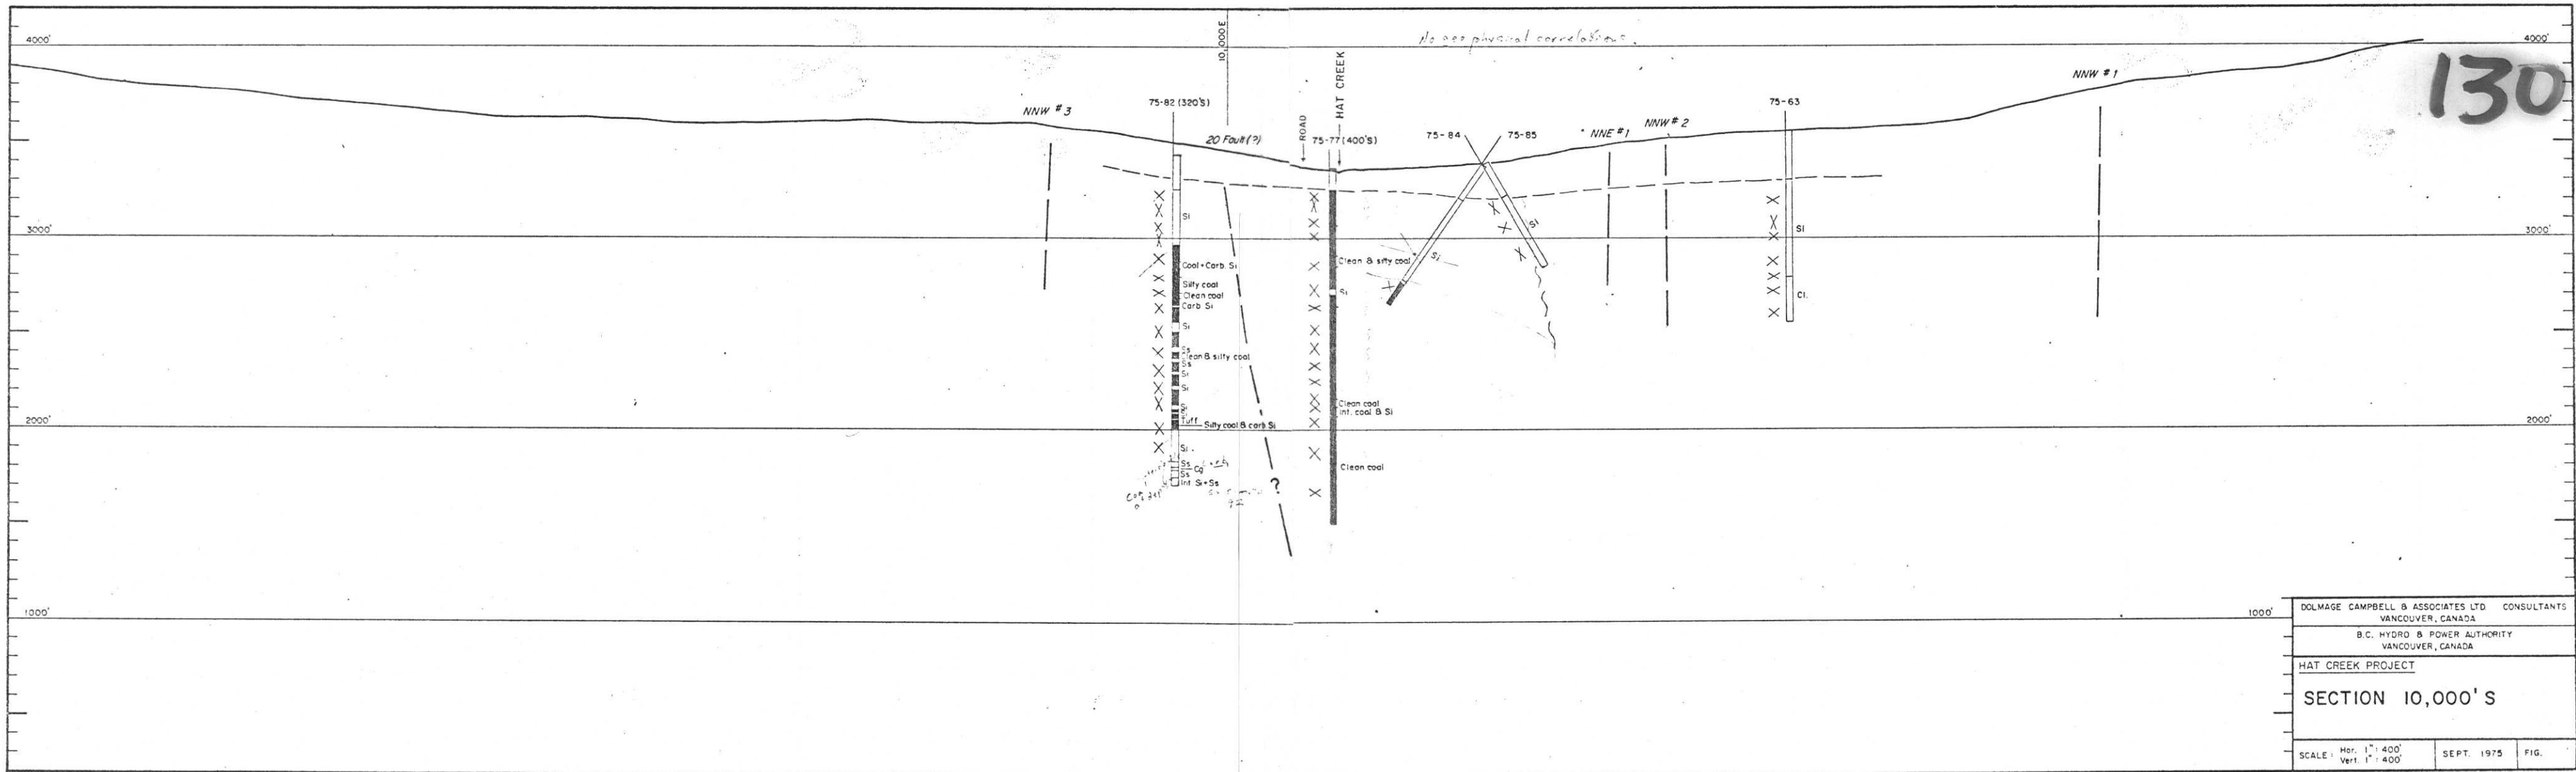 4000'
10,000 E
No geophysical correlations.
4000'
130
NNW # 3
75-82 (320'S)
20 Fault (?)
ROAD
HAT CREEK
75-77 (400'S)
75-84
75-85
NNE # 1
NNW # 2
75-63
NNW # 1
3000'
3000'
Si
Coal + Carb. Si
Silty coal
Clean coal
Carb Si
Si
Ss
Clean & silty coal
Ss
Si
Si
Si
Tuff
Silty coal & carb. Si
Si
Ss
Cg
Ss
Int Si + Ss
?
Clean & silty coal
Si
Clean coal
Int. coal & Si
Clean coal
Si
Si
Si
Cl.
2000'
2000'
1000'
1000'
DOLMAGE CAMPBELL & ASSOCIATES LTD CONSULTANTS
VANCOUVER, CANADA
B.C. HYDRO & POWER AUTHORITY
VANCOUVER, CANADA
HAT CREEK PROJECT
SECTION 10,000'S
SCALE: Hor. 1": 400'
Vert. 1": 400'
SEPT. 1975
FIG.